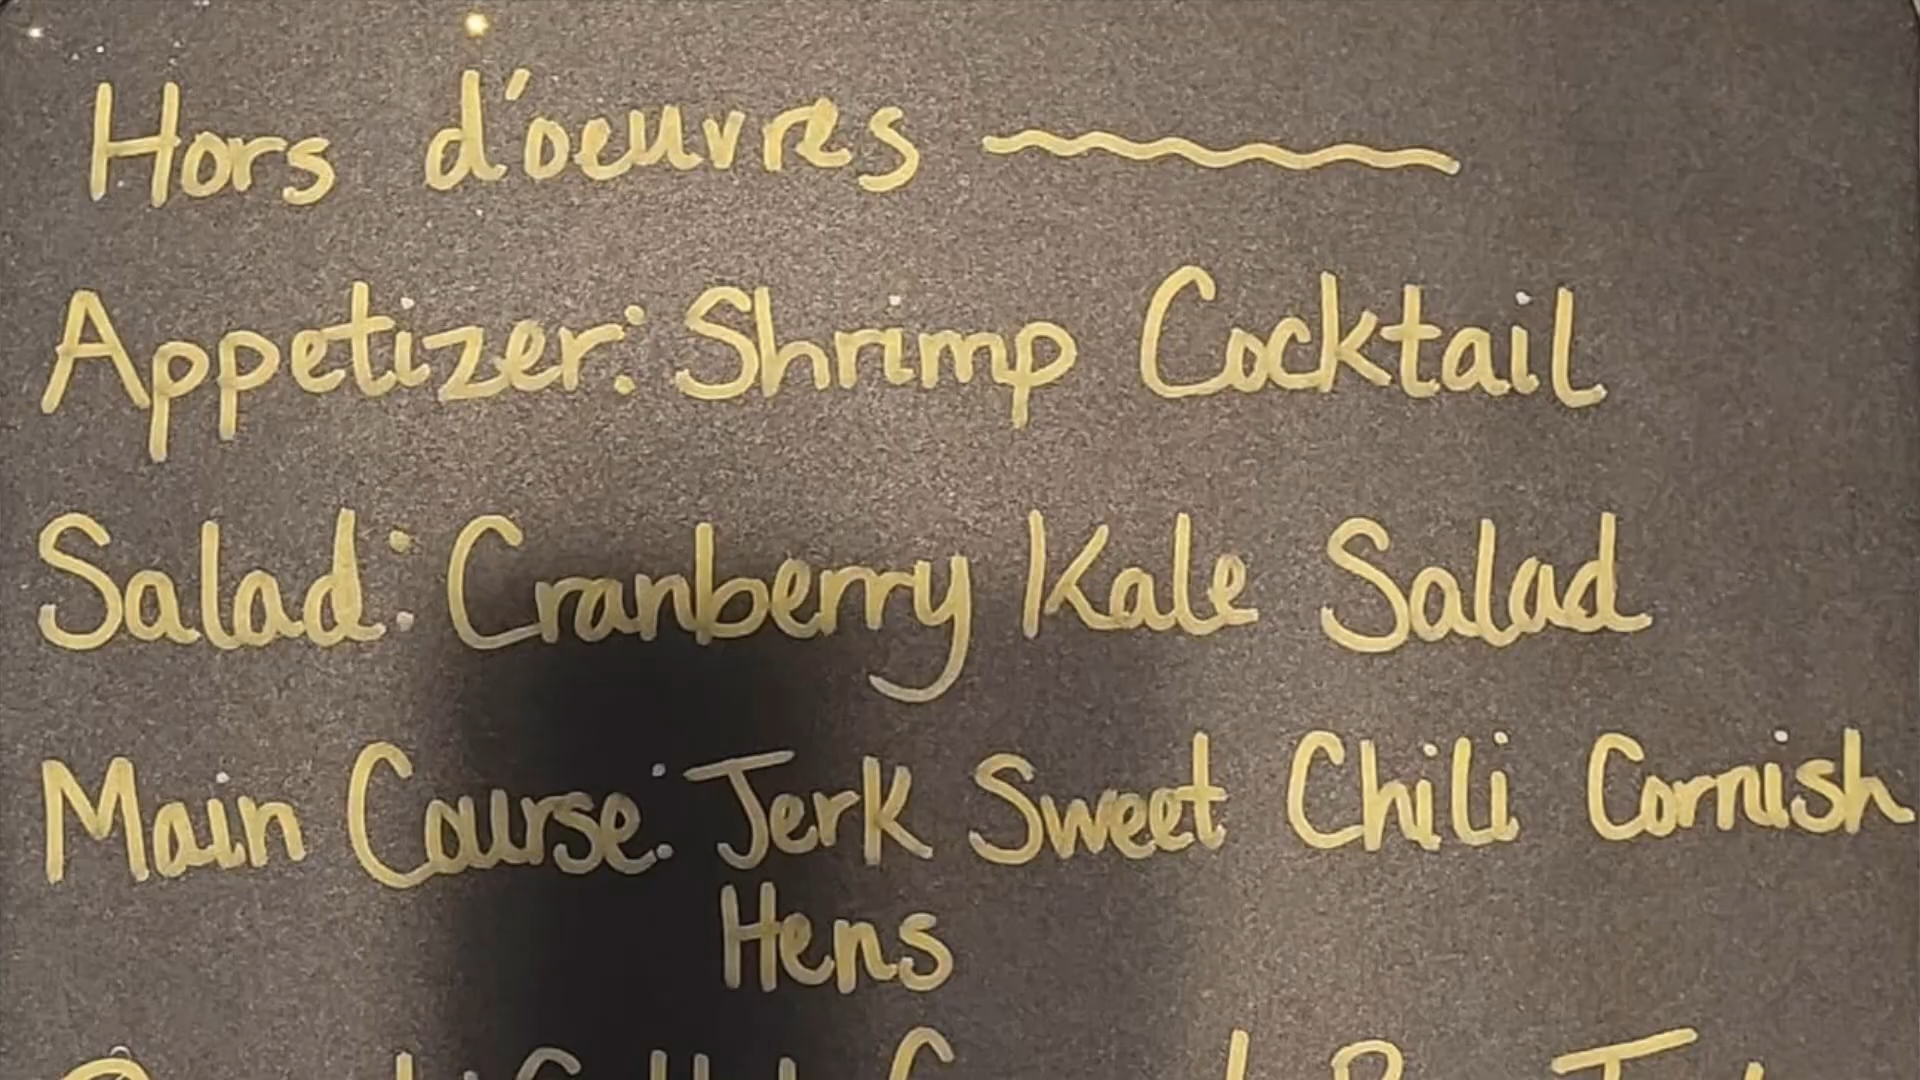 Hors d'oeuvres
Appetizer: Shrimp Cocktail
Salad: Cranberry Kale Salad
Main Course: Jerk Sweet Chili Cornish
Hens